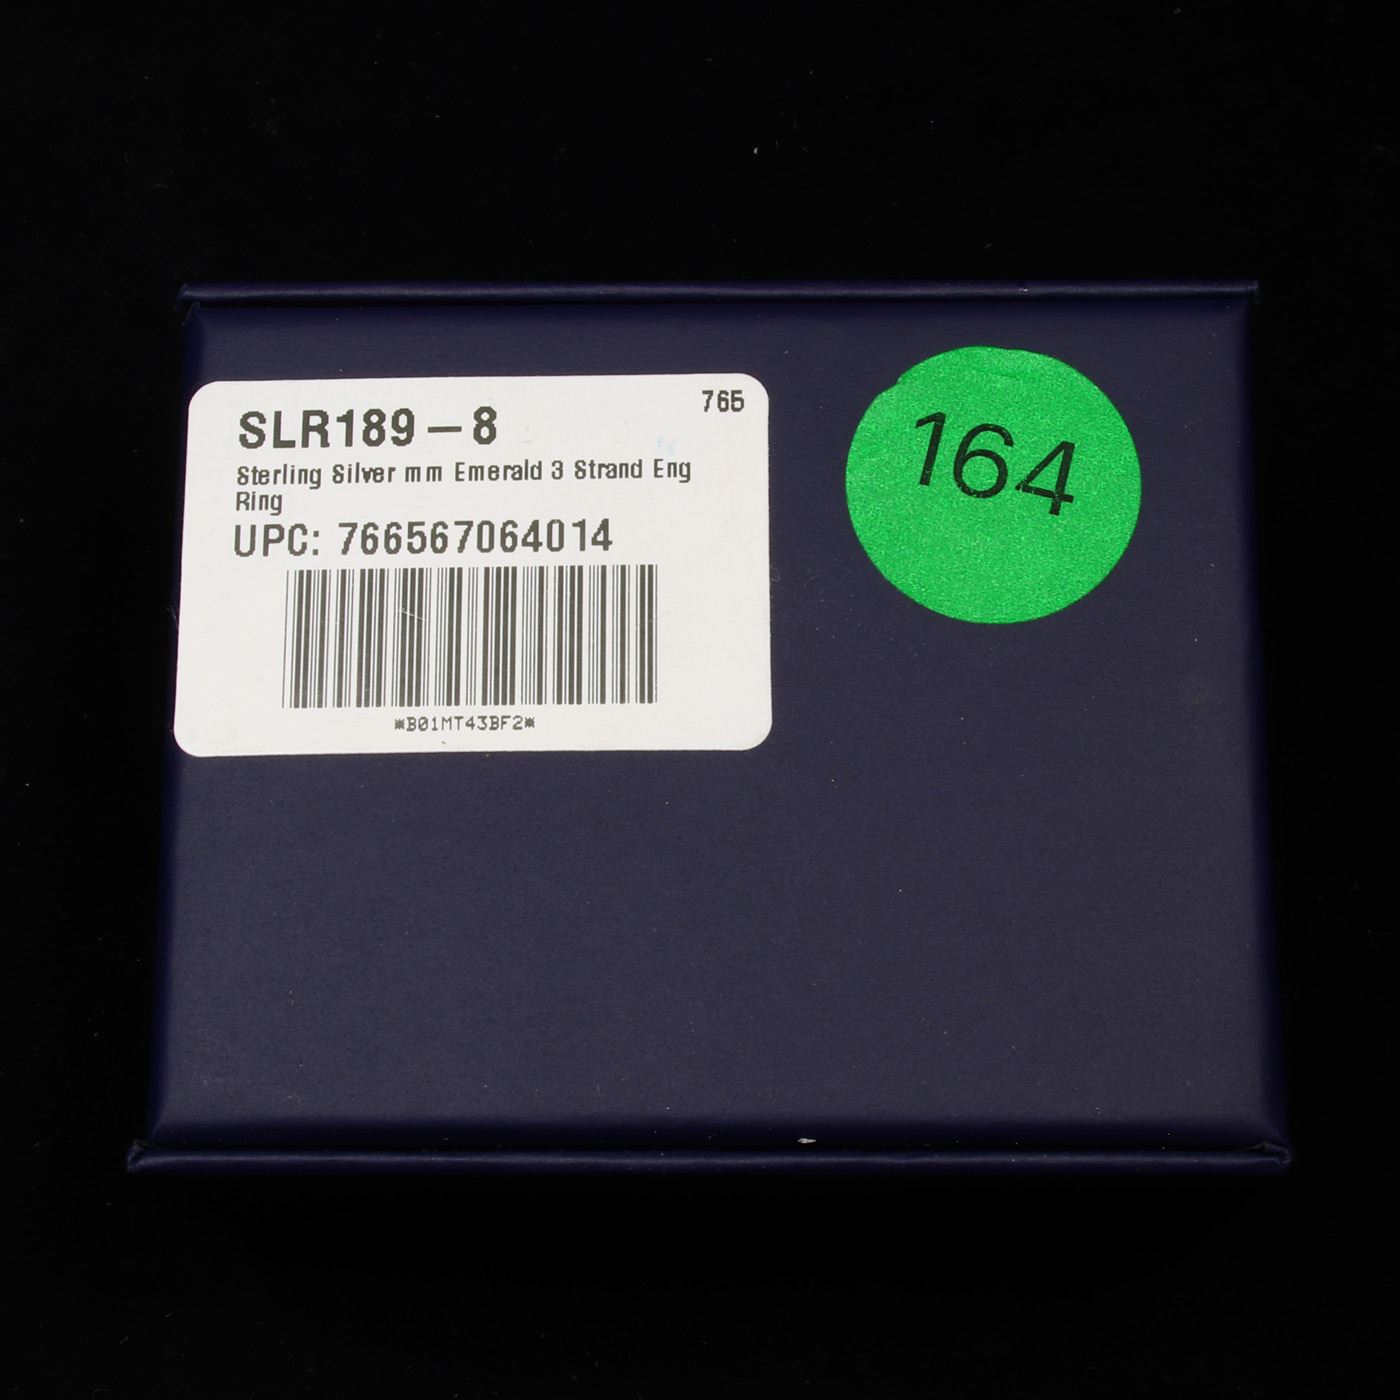 765
SLR189-8
Sterling Silver mm Emerald 3 Strand Eng
Ring
UPC: 766567064014
*B01MT43BF2*
164